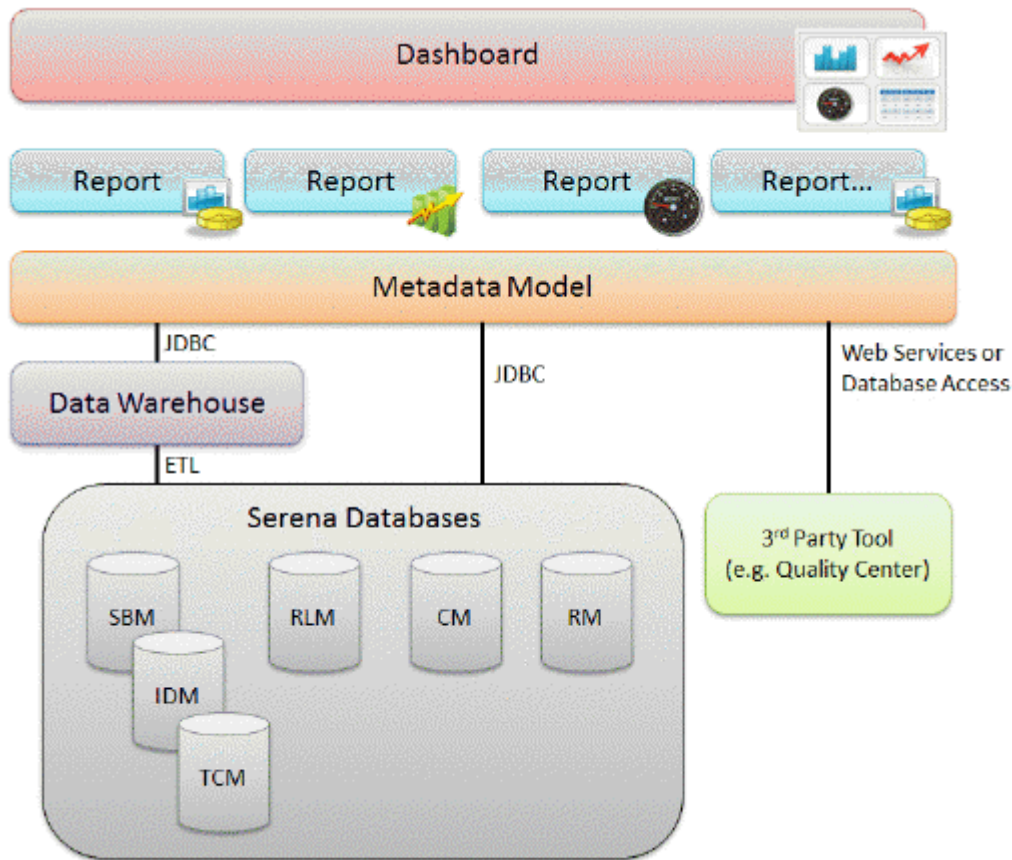 Dashboard
Report
Report
Report
Report...
Metadata Model
JDBC
JDBC
Web Services or
Database Access
Data Warehouse
ETL
Serena Databases
SBM
RLM
CM
RM
IDM
TCM
3rd Party Tool
(e.g. Quality Center)